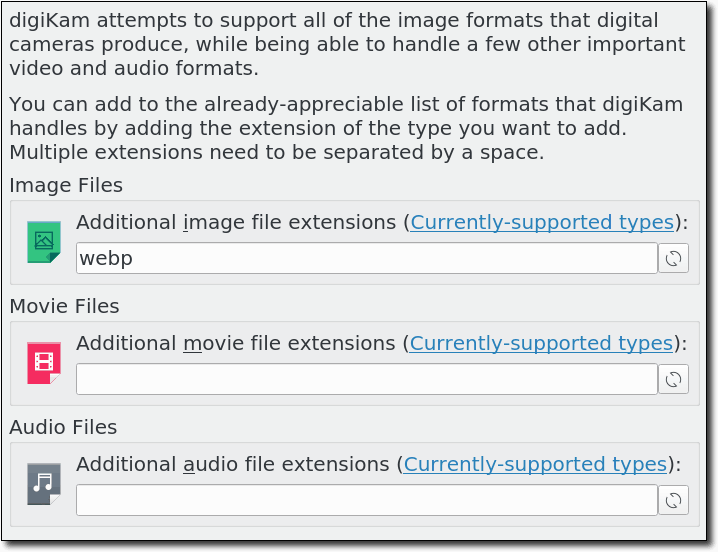 digiKam attempts to support all of the image formats that digital
cameras produce, while being able to handle a few other important
video and audio formats.
You can add to the already-appreciable list of formats that digiKam
handles by adding the extension of the type you want to add.
Multiple extensions need to be separated by a space.
Image Files
Additional image file extensions (Currently-supported types):
webp
Movie Files
Additional movie file extensions (Currently-supported types):
Audio Files
Additional audio file extensions (Currently-supported types):